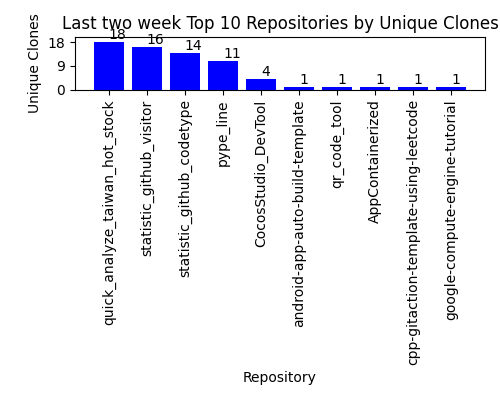 Last two week Top 10 Repositories by Unique Clones
Unique Clones
18
9
0
18
16
14
11
4
1
1
1
1
1
quick_analyze_taiwan_hot_stock
statistic_github_visitor
statistic_github_codetype
pype_line
CocosStudio_DevTool
android-app-auto-build-template
qr_code_tool
AppContainerized
cpp-gitaction-template-using-leetcode
google-compute-engine-tutorial
Repository